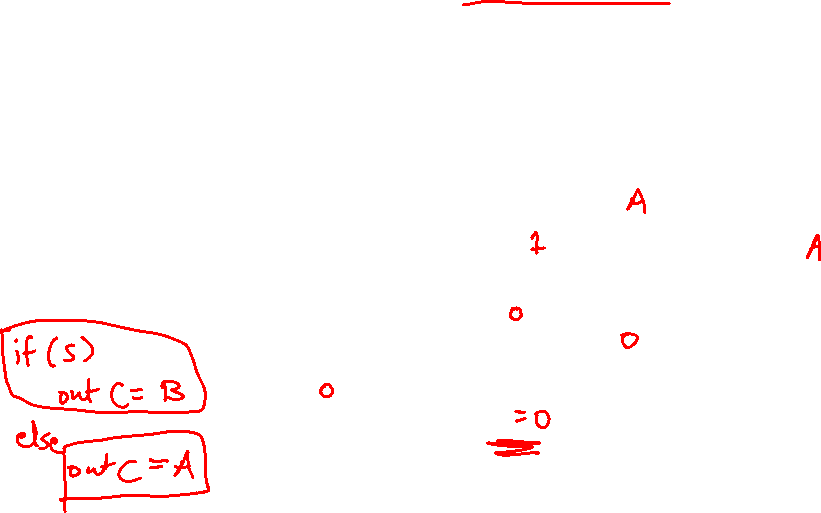 A
1 A
0
0
if (s)
out C = B
0
= 0
else
out C = A